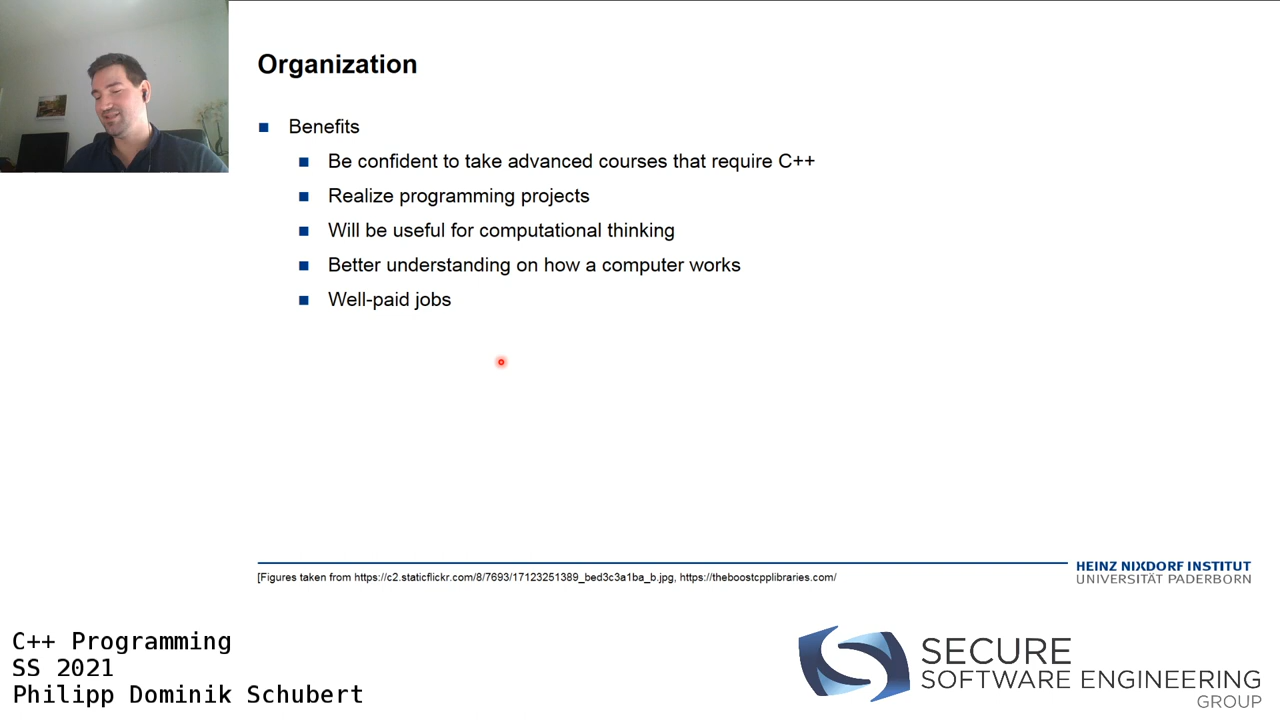 Organization
Benefits
Be confident to take advanced courses that require C++
Realize programming projects
Will be useful for computational thinking
Better understanding on how a computer works
Well-paid jobs
[Figures taken from https://c2.staticflickr.com/8/7693/17123251389_bed3c3a1ba_b.jpg, https://theboostcpplibraries.com/
HEINZ NIXDORF INSTITUT
UNIVERSITÄT PADERBORN
C++ Programming
SS 2021
Philipp Dominik Schubert
SECURE
SOFTWARE ENGINEERING
GROUP